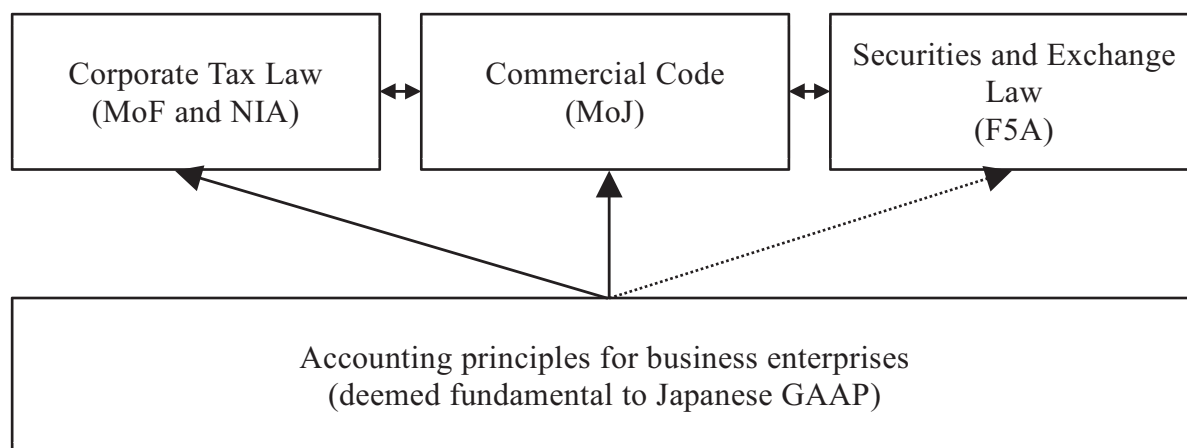 Corporate Tax Law
(MoF and NIA)
Commercial Code
(MoJ)
Securities and Exchange
Law
(F5A)
Accounting principles for business enterprises
(deemed fundamental to Japanese GAAP)